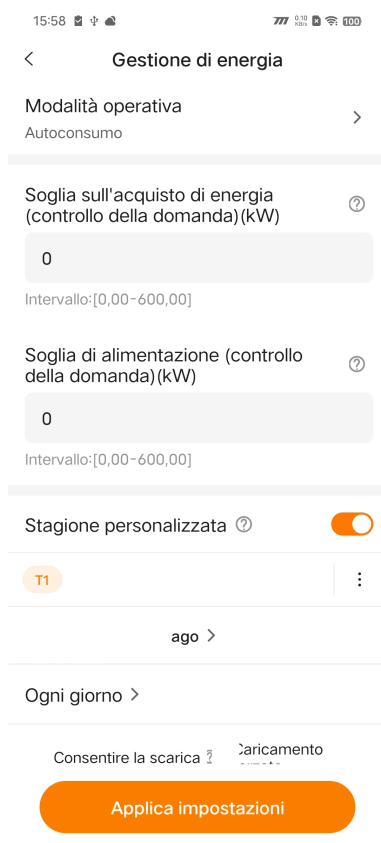 15:58
0.10
KB/s
100
Gestione di energia
Modalità operativa
Autoconsumo
Soglia sull'acquisto di energia
(controllo della domanda)(kW)
0
Intervallo:[0,00-600,00]
Soglia di alimentazione (controllo
della domanda)(kW)
0
Intervallo:[0,00-600,00]
Stagione personalizzata
T1
ago
Ogni giorno
Consentire la scarica
Caricamento
Applica impostazioni